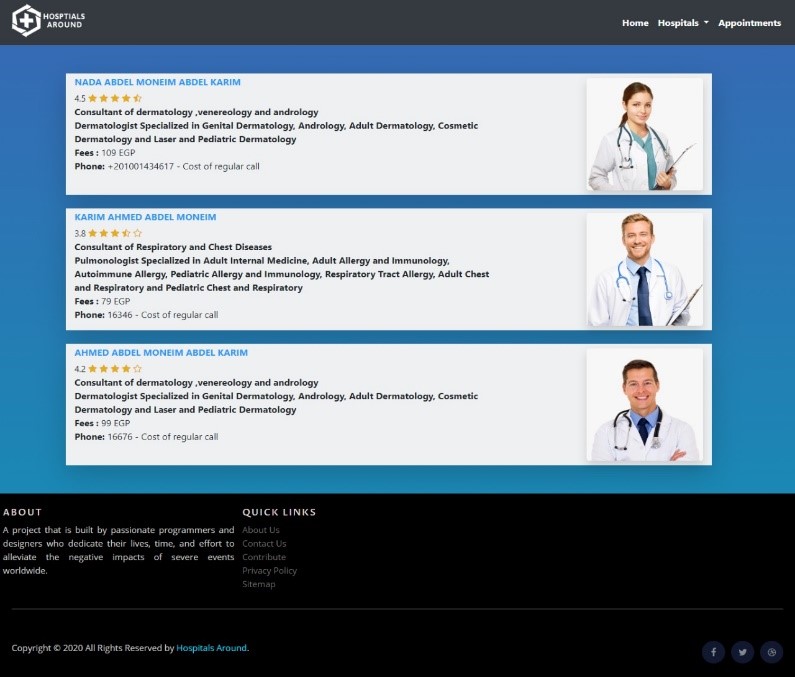 HOSPTIALS
AROUND
Home Hospitals Appointments
NADA ABDEL MONEIM ABDEL KARIM
4.5
Consultant of dermatology ,venereology and andrology
Dermatologist Specialized in Genital Dermatology, Andrology, Adult Dermatology, Cosmetic
Dermatology and Laser and Pediatric Dermatology
Fees : 109 EGP
Phone: +201001434617 - Cost of regular call
KARIM AHMED ABDEL MONEIM
3.8
Consultant of Respiratory and Chest Diseases
Pulmonologist Specialized in Adult Internal Medicine, Adult Allergy and Immunology,
Autoimmune Allergy, Pediatric Allergy and Immunology, Respiratory Tract Allergy, Adult Chest
and Respiratory and Pediatric Chest and Respiratory
Fees : 79 EGP
Phone: 16346 - Cost of regular call
AHMED ABDEL MONEIM ABDEL KARIM
4.2
Consultant of dermatology ,venereology and andrology
Dermatologist Specialized in Genital Dermatology, Andrology, Adult Dermatology, Cosmetic
Dermatology and Laser and Pediatric Dermatology
Fees : 99 EGP
Phone: 16676 - Cost of regular call
ABOUT
A project that is built by passionate programmers and
designers who dedicate their lives, time, and effort to
alleviate the negative impacts of severe events
worldwide.
QUICK LINKS
About Us
Contact Us
Contribute
Privacy Policy
Sitemap
Copyright © 2020 All Rights Reserved by Hospitals Around.